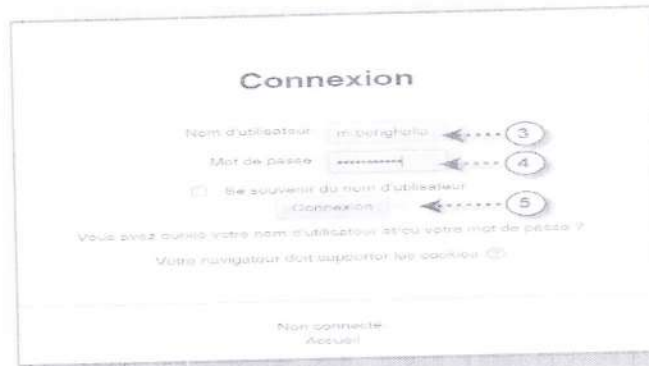 Connexion
Nom d'utilisateur m.benghalia 3
Mot de passe ••••••••••• 4
Se souvenir du nom d'utilisateur
Connexion 5
Vous avez oublié votre nom d'utilisateur et/ou votre mot de passe ?
Votre navigateur doit supporter les cookies ?
Non connecté
Accueil